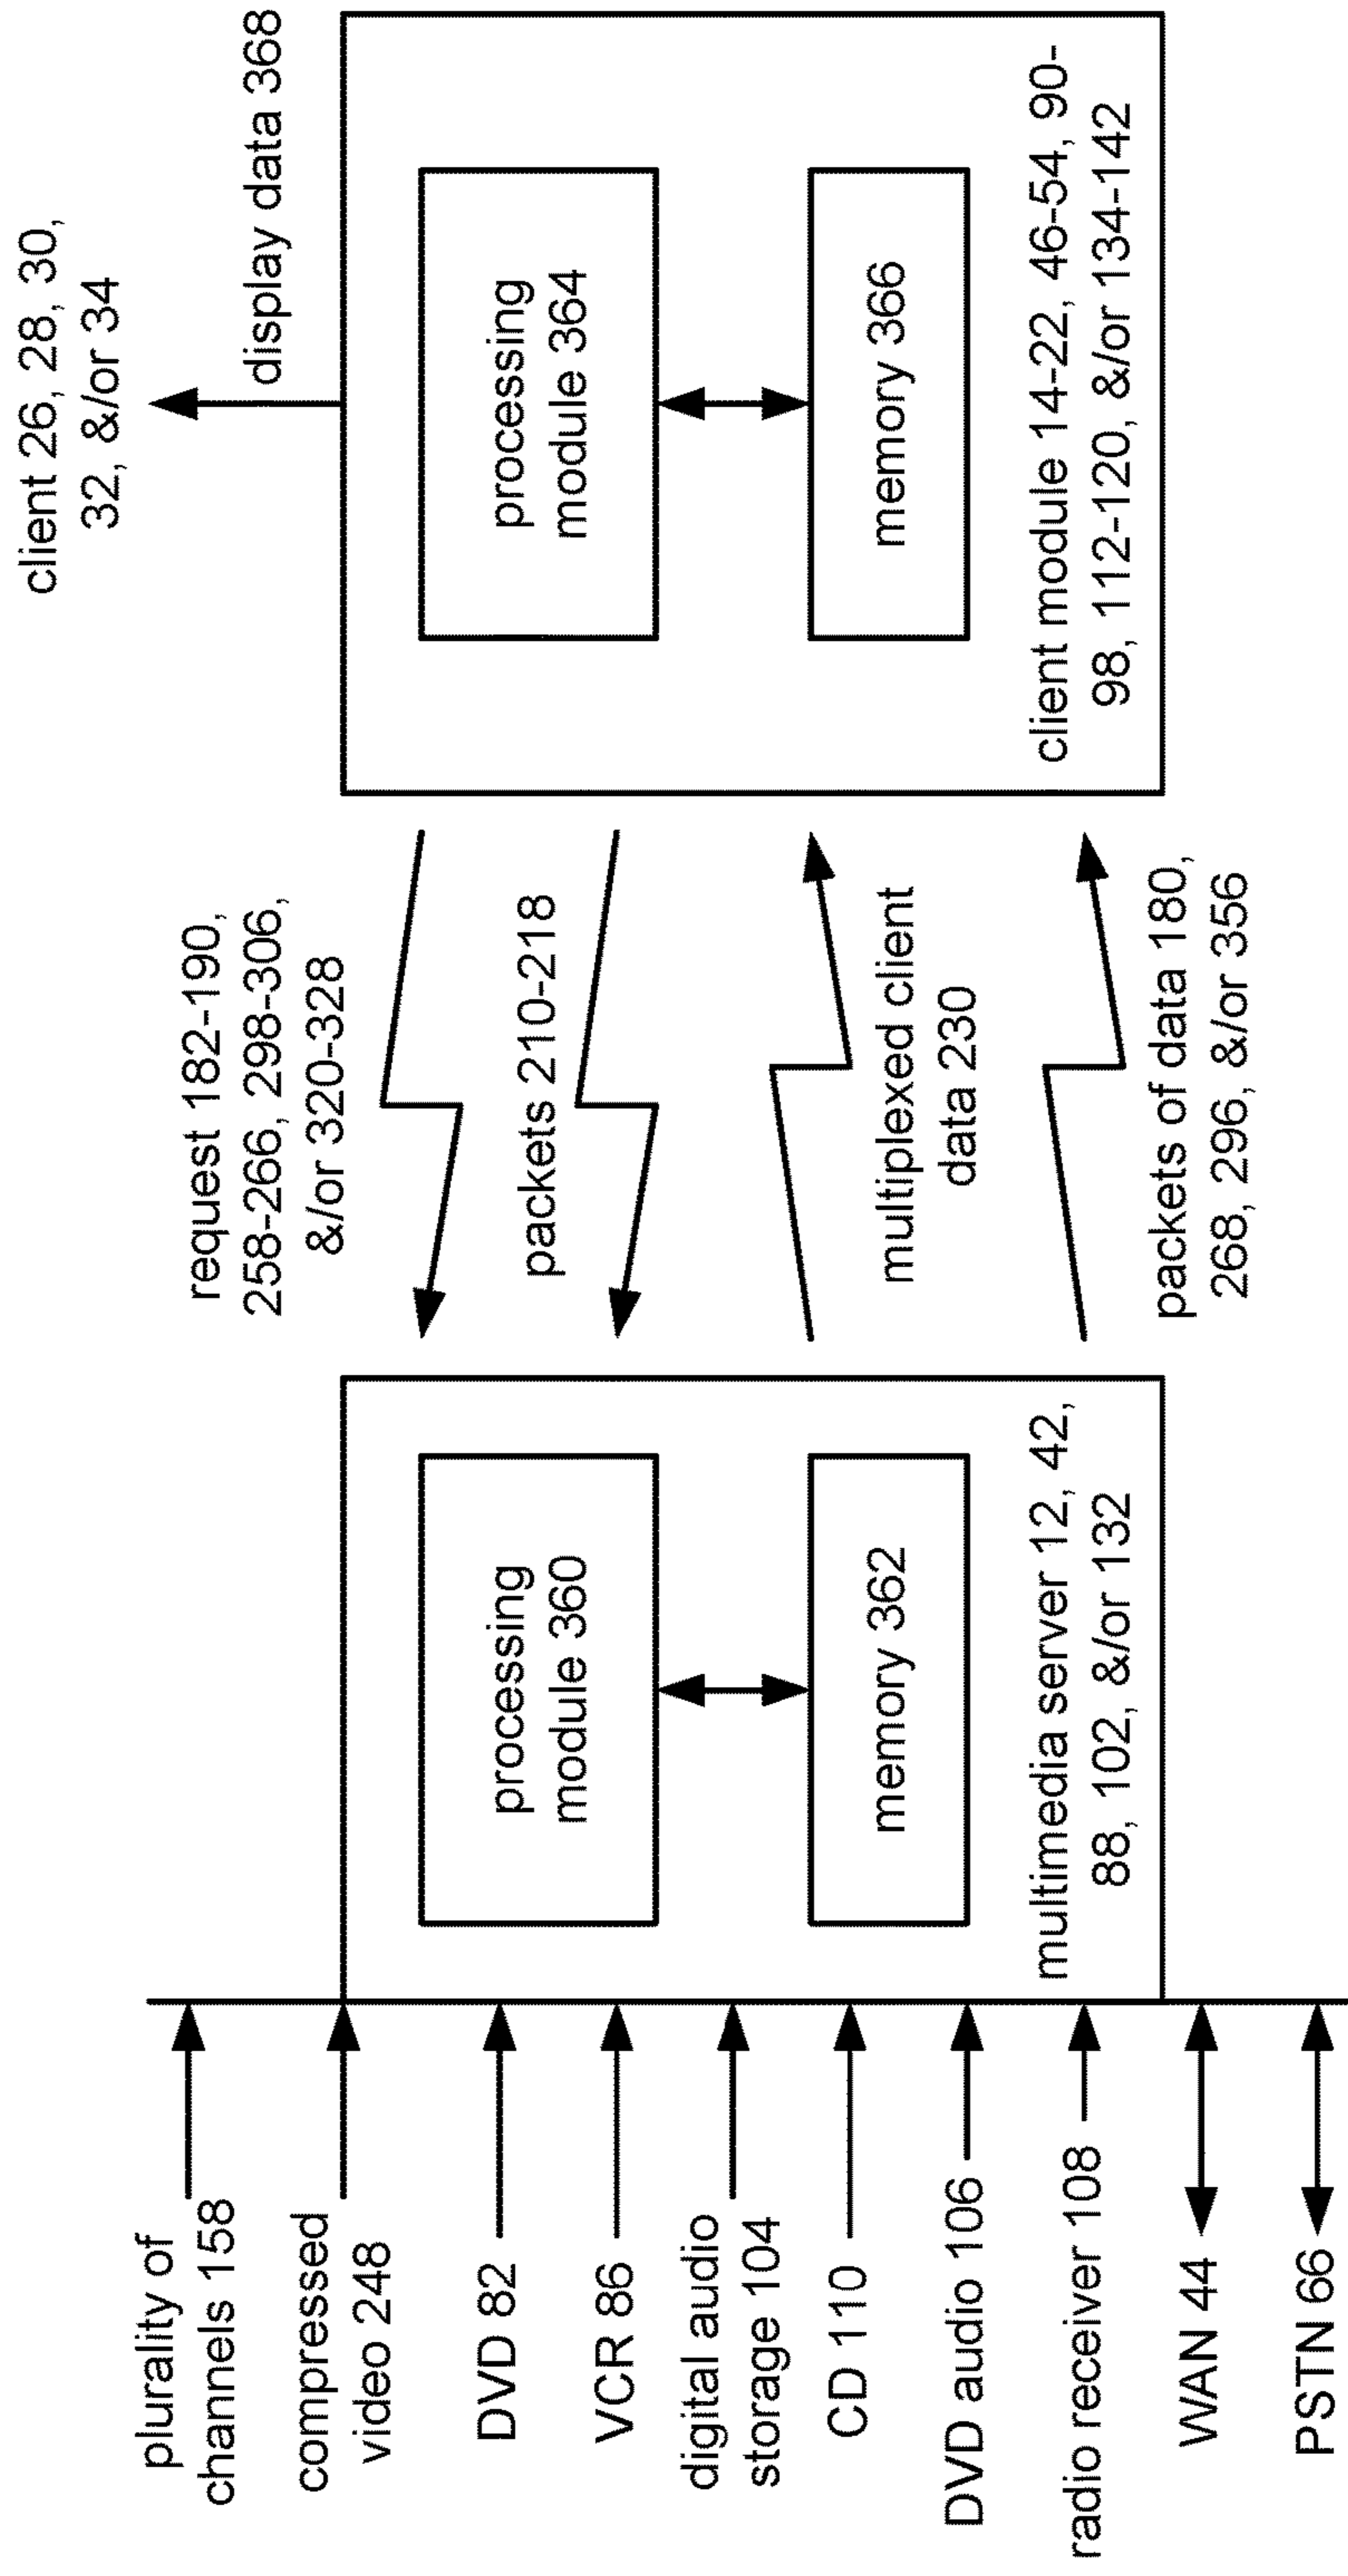 plurality of
channels 158
compressed
video 248
DVD 82
VCR 86
digital audio
storage 104
CD 110
DVD audio 106
radio receiver 108
WAN 44
PSTN 66
processing
module 360
memory 362
multimedia server 12, 42,
88, 102, &/or 132
request 182-190,
258-266, 298-306,
&/or 320-328
packets 210-218
multiplexed client
data 230
packets of data 180,
268, 296, &/or 356
client 26, 28, 30,
32, &/or 34
display data 368
processing
module 364
memory 366
client module 14-22, 46-54, 90-
98, 112-120, &/or 134-142